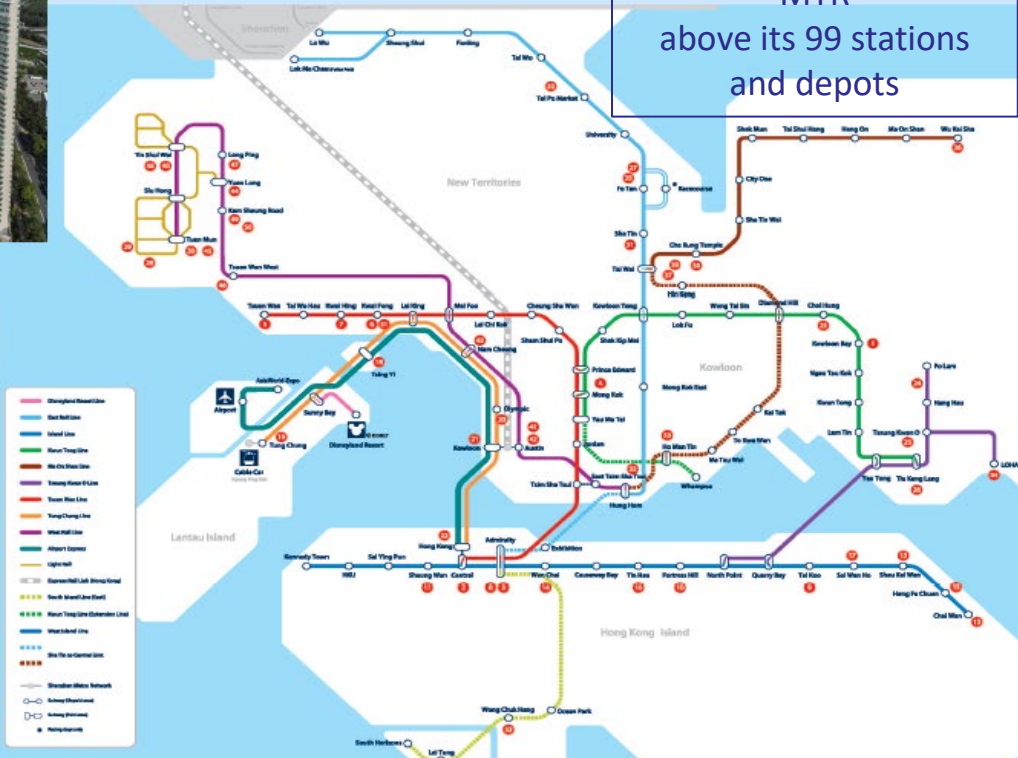 MTR
above its 99 stations
and depots
Shenzhen
Lo Wu
Sheung Shui
Fanling
Tai Wo
Tai Po Market
University
Fo Tan
Racecourse
Sha Tin
Tai Wai
New Territories
Shek Mun
Tai Shui Hang
Heng On
Ma On Shan
Wu Kai Sha
City One
Sha Tin Wai
Che Kung Temple
Hin Keng
Tin Shui Wai
Long Ping
Yuen Long
Siu Hong
Kam Sheung Road
Tuen Mun
Tsuen Wan West
Tsuen Wan
Tai Wo Hau
Kwai Hing
Kwai Fong
Lai King
Mei Foo
Lai Chi Kok
Cheung Sha Wan
Sham Shui Po
Kowloon Tong
Lok Fu
Wong Tai Sin
Diamond Hill
Choi Hung
Shek Kip Mei
Nam Cheong
Prince Edward
Mong Kok
Mong Kok East
Yau Ma Tei
Jordan
Kowloon
Kowloon Bay
Ngau Tau Kok
Kwun Tong
Lam Tin
Kai Tak
To Kwa Wan
Ma Tau Wai
Ho Man Tin
Whampoa
Po Lam
Hang Hau
Tseung Kwan O
LOHAS
Yau Tong
Tiu Keng Leng
Tsing Yi
Sunny Bay
AsiaWorld-Expo
Airport
Tung Chung
Cable Car
Disneyland Resort
Olympic
Kowloon
Austin
East Tsim Sha Tsui
Tsim Sha Tsui
Hung Hom
Lantau Island
Hong Kong
Admiralty
Exhibition
Kennedy Town
HKU
Sai Ying Pun
Sheung Wan
Central
Wan Chai
Causeway Bay
Tin Hau
Fortress Hill
North Point
Quarry Bay
Tai Koo
Sai Wan Ho
Shau Kei Wan
Heng Fa Chuen
Chai Wan
Hong Kong Island
Wong Chuk Hang
Ocean Park
South Horizons
Lei Tung
Disneyland Resort Line
East Rail Line
Island Line
Kwun Tong Line
Ma On Shan Line
Tseung Kwan O Line
Tsuen Wan Line
Tung Chung Line
West Rail Line
Airport Express
Light Rail
Express Rail Link (Hong Kong)
South Island Line (East)
Kwun Tong Line (Extension Line)
West Island Line
Sha Tin to Central Link
Shenzhen Metro Network